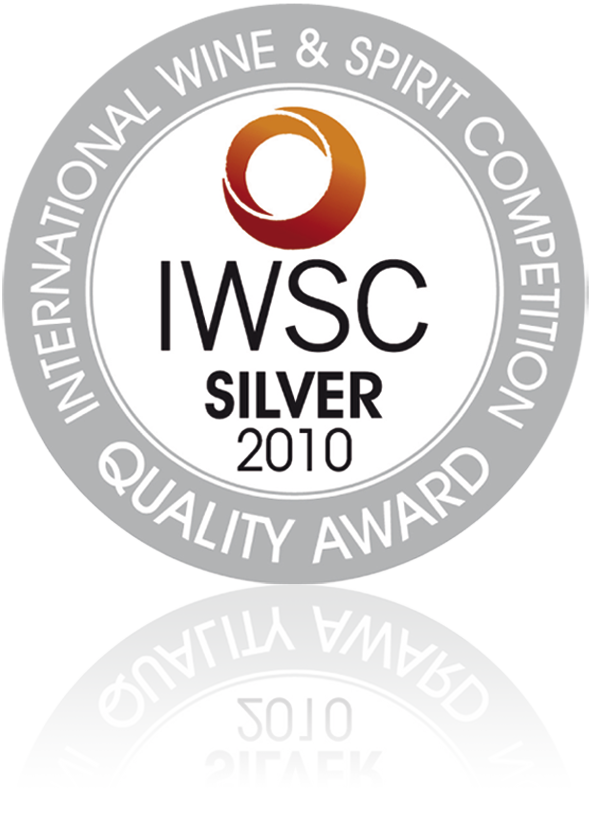 INTERNATIONAL WINE & SPIRIT COMPETITION
IWSC
SILVER
2010
QUALITY AWARD